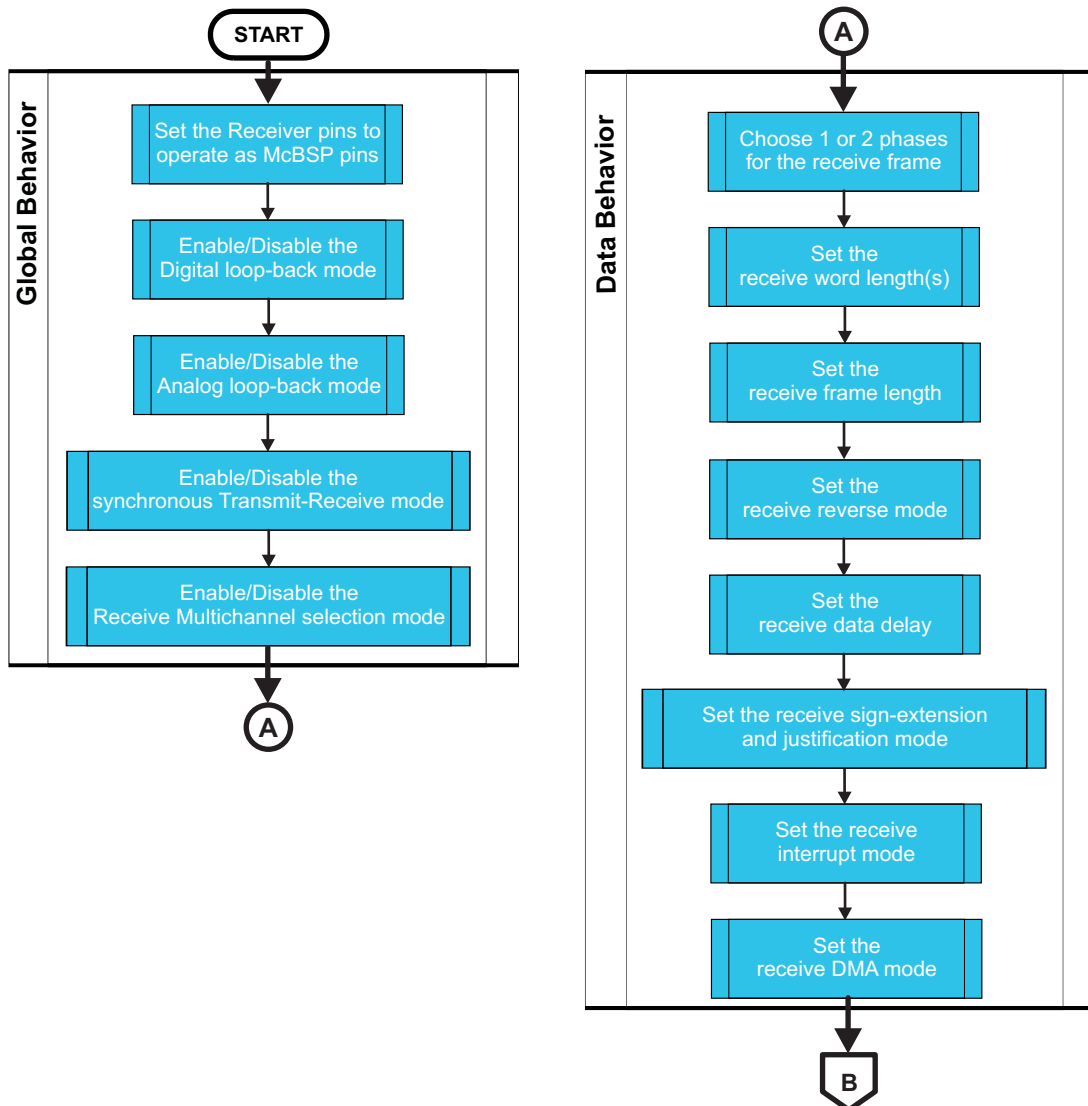 START
Global Behavior
Set the Receiver pins to
operate as McBSP pins
Enable/Disable the
Digital loop-back mode
Enable/Disable the
Analog loop-back mode
Enable/Disable the
synchronous Transmit-Receive mode
Enable/Disable the
Receive Multichannel selection mode
A
A
Data Behavior
Choose 1 or 2 phases
for the receive frame
Set the
receive word length(s)
Set the
receive frame length
Set the
receive reverse mode
Set the
receive data delay
Set the receive sign-extension
and justification mode
Set the receive
interrupt mode
Set the
receive DMA mode
B